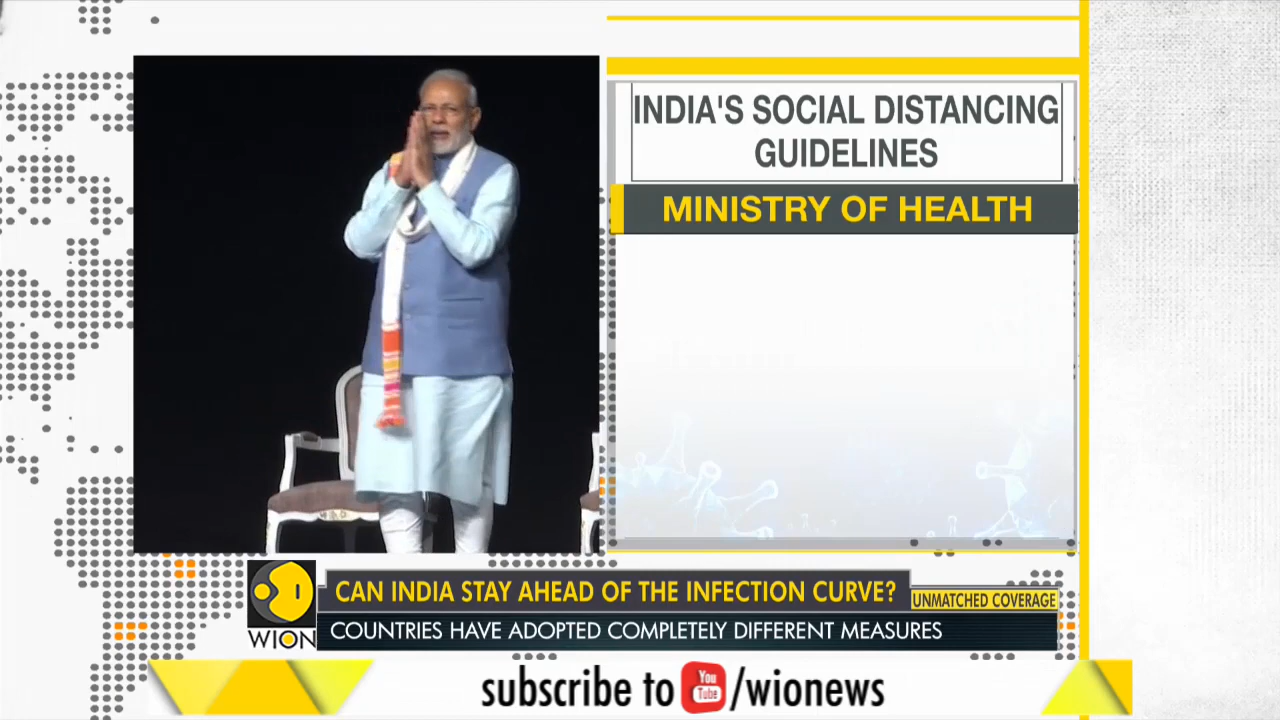 INDIA'S SOCIAL DISTANCING
GUIDELINES
MINISTRY OF HEALTH
CAN INDIA STAY AHEAD OF THE INFECTION CURVE?
UNMATCHED COVERAGE
COUNTRIES HAVE ADOPTED COMPLETELY DIFFERENT MEASURES
WION
subscribe to You Tube /wionews